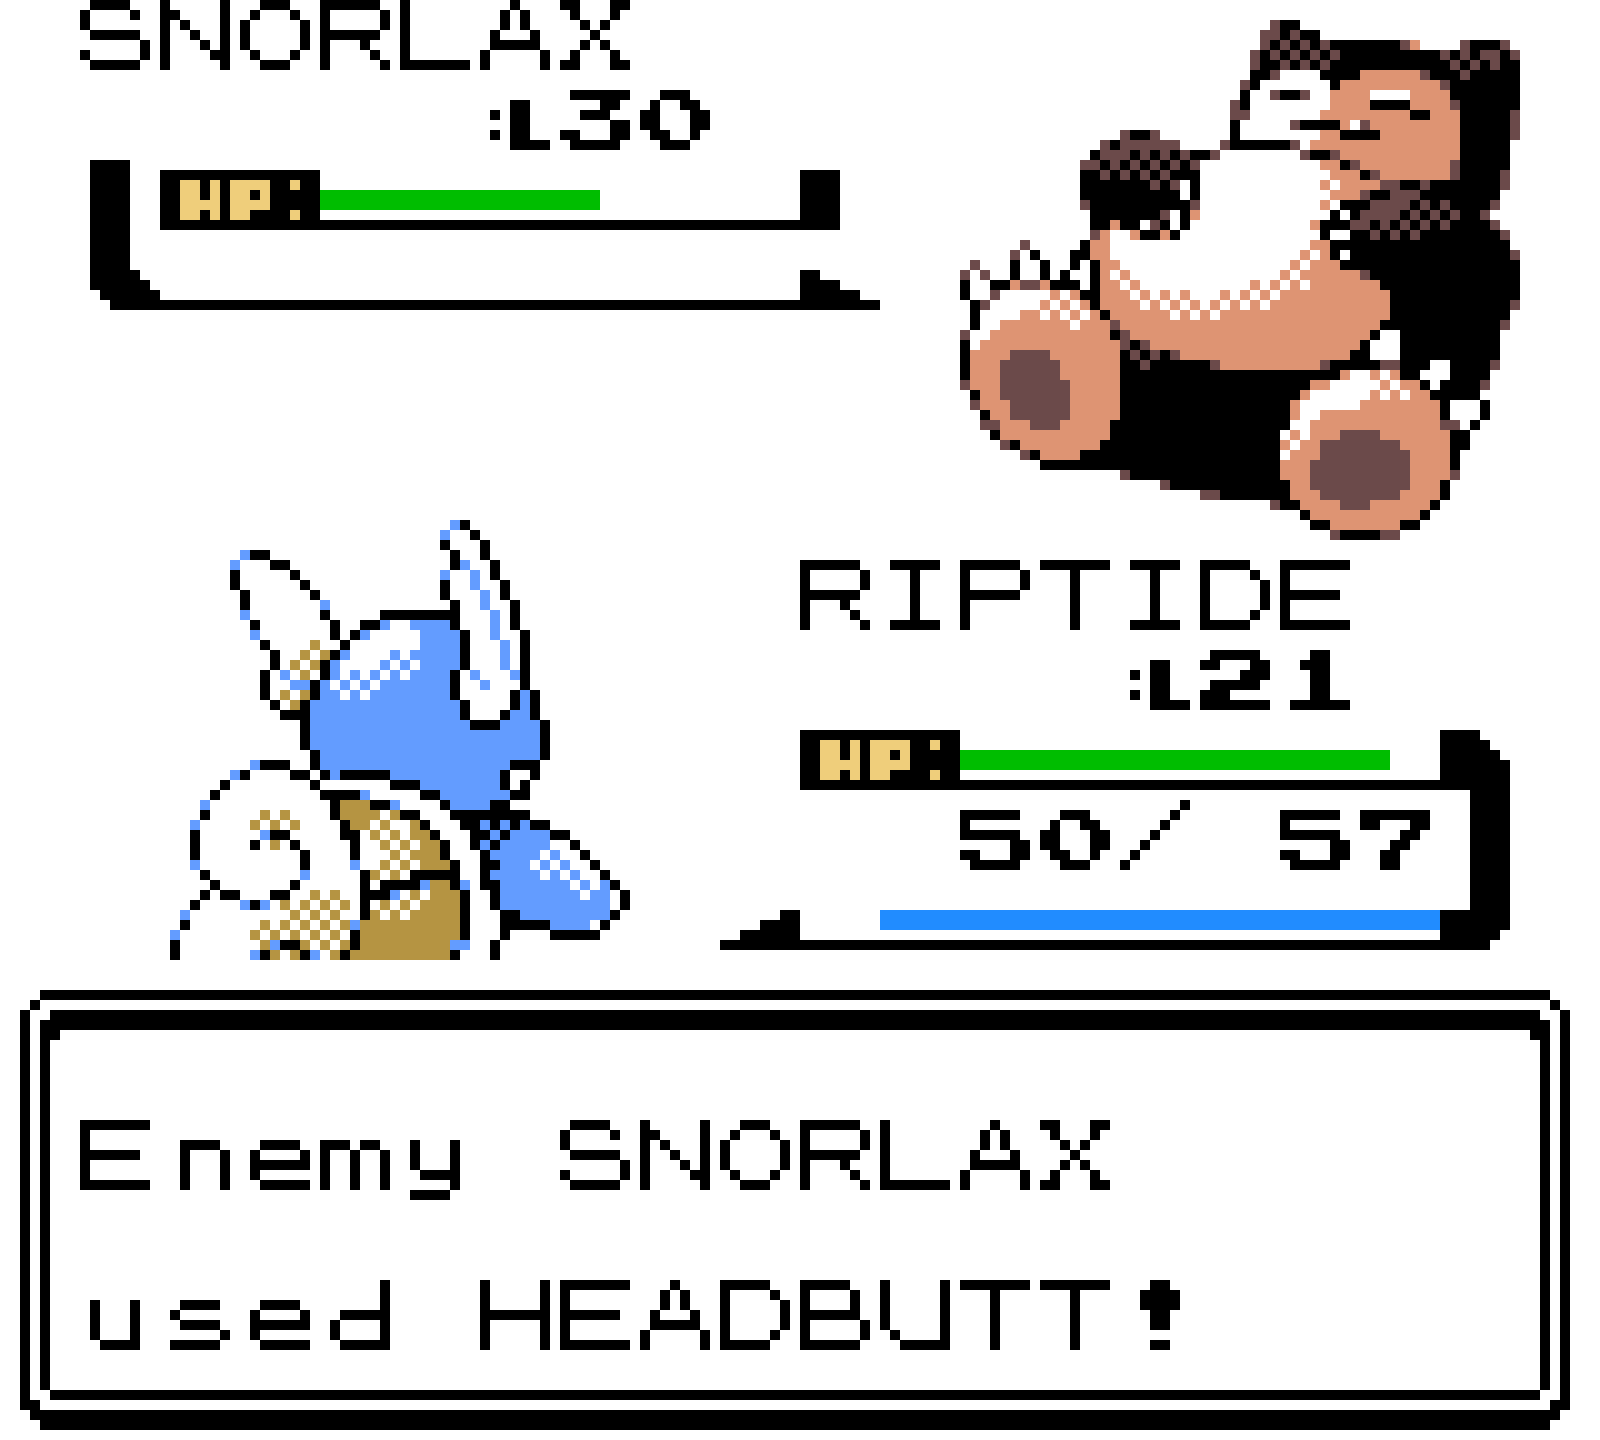 SNORLAX
:L30
HP:
RIPTIDE
:L21
HP:
50/ 57
Enemy SNORLAX
used HEADBUTT!